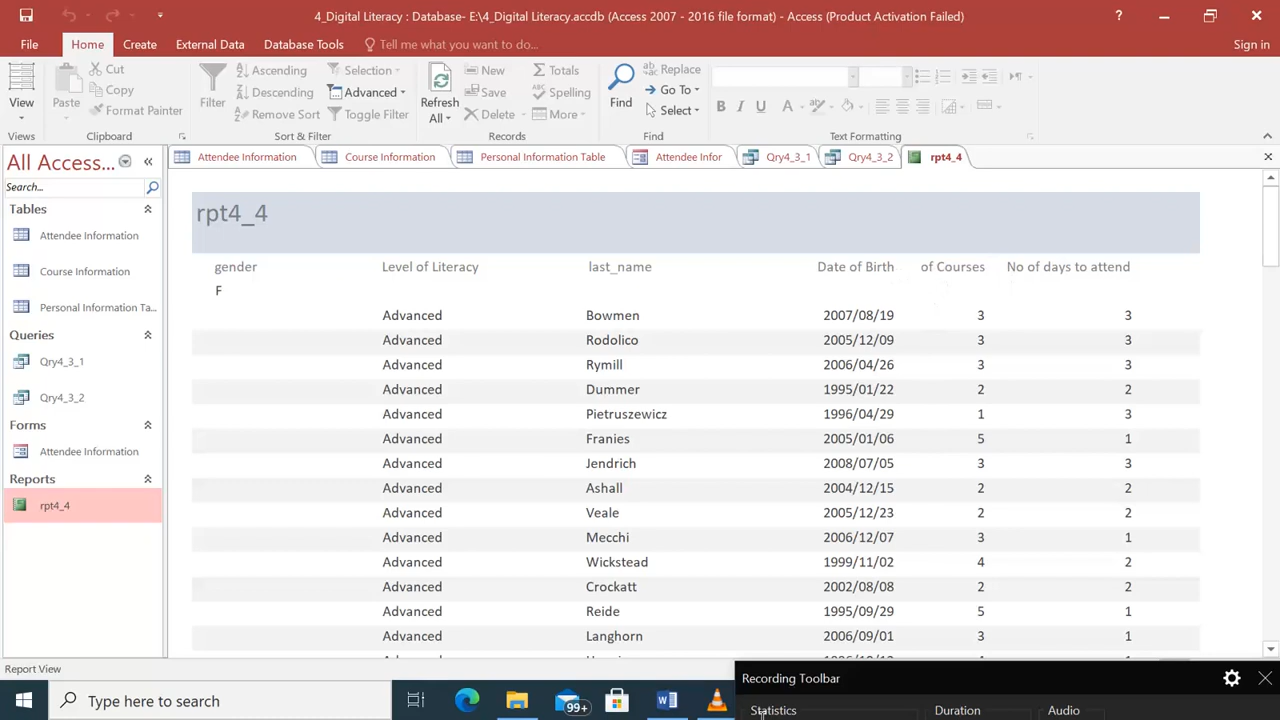 4_Digital Literacy : Database- E:\4_Digital Literacy.accdb (Access 2007 - 2016 file format) - Access (Product Activation Failed)
File Home Create External Data Database Tools Tell me what you want to do... Sign in
View Paste Cut Copy Format Painter Filter Ascending Descending Remove Sort Selection Advanced Toggle Filter Refresh All New Save Delete Totals Spelling More Find Replace Go To Select
Views Clipboard Sort & Filter Records Find Text Formatting
All Access... Attendee Information Course Information Personal Information Table Attendee Infor Qry4_3_1 Qry4_3_2 rpt4_4
Search...
Tables
Attendee Information
Course Information
Personal Information Ta...
Queries
Qry4_3_1
Qry4_3_2
Forms
Attendee Information
Reports
rpt4_4
rpt4_4
gender Level of Literacy last_name Date of Birth of Courses No of days to attend
F
Advanced Bowmen 2007/08/19 3 3
Advanced Rodolico 2005/12/09 3 3
Advanced Rymill 2006/04/26 3 3
Advanced Dummer 1995/01/22 2 2
Advanced Pietruszewicz 1996/04/29 1 3
Advanced Franies 2005/01/06 5 1
Advanced Jendrich 2008/07/05 3 3
Advanced Ashall 2004/12/15 2 2
Advanced Veale 2005/12/23 2 2
Advanced Mecchi 2006/12/07 3 1
Advanced Wickstead 1999/11/02 4 2
Advanced Crockatt 2002/08/08 2 2
Advanced Reide 1995/09/29 5 1
Advanced Langhorn 2006/09/01 3 1
Report View
Recording Toolbar
Statistics Duration Audio
Type here to search
99+